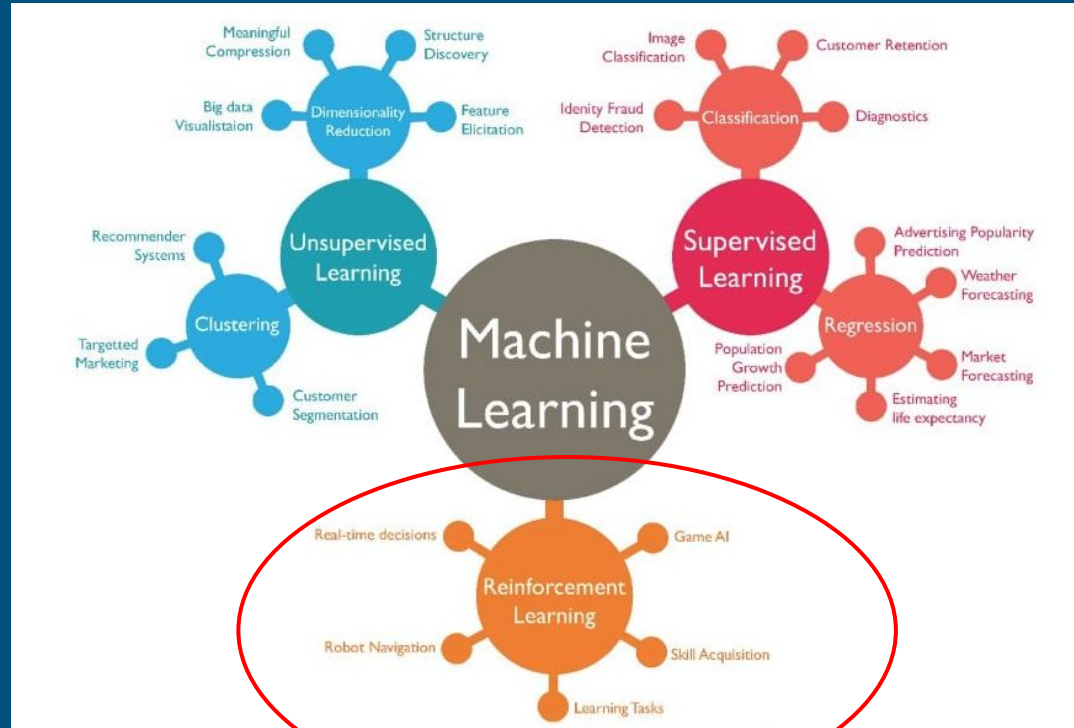 Meaningful
Compression
Structure
Discovery
Big data
Visualistaion
Dimensionality
Reduction
Feature
Elicitation
Image
Classification
Customer Retention
Idenity Fraud
Detection
Classification
Diagnostics
Recommender
Systems
Unsupervised
Learning
Clustering
Targetted
Marketing
Customer
Segmentation
Supervised
Learning
Advertising Popularity
Prediction
Weather
Forecasting
Regression
Population
Growth
Prediction
Market
Forecasting
Estimating
life expectancy
Machine
Learning
Real-time decisions
Game AI
Reinforcement
Learning
Robot Navigation
Skill Acquisition
Learning Tasks